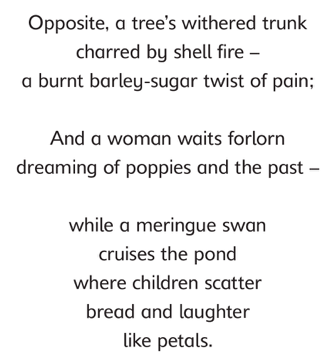 Opposite, a tree’s withered trunk
charred by shell fire –
a burnt barley-sugar twist of pain;
And a woman waits forlorn
dreaming of poppies and the past –
while a meringue swan
cruises the pond
where children scatter
bread and laughter
like petals.